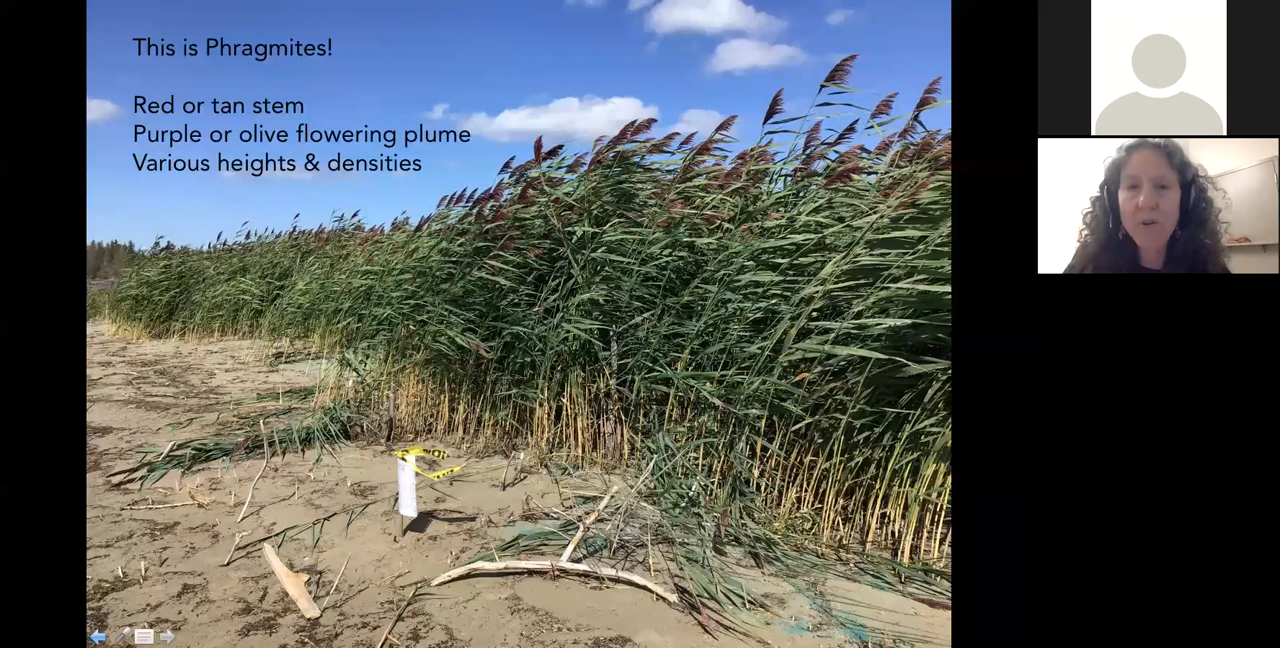 This is Phragmites!
Red or tan stem
Purple or olive flowering plume
Various heights & densities